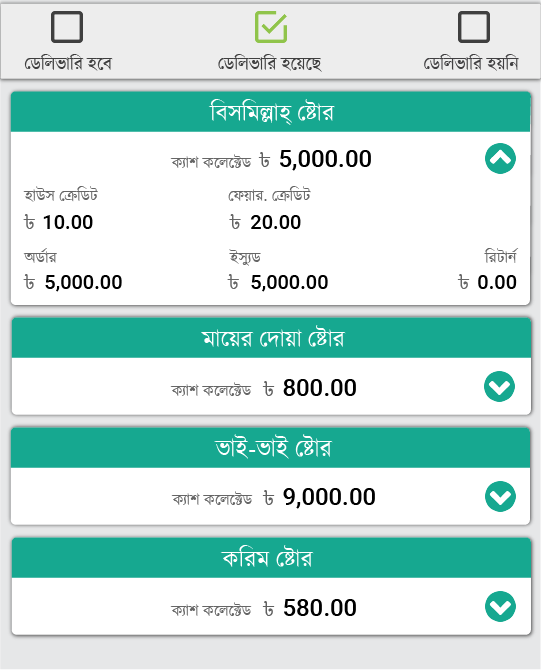 ডেলিভারি হবে ডেলিভারি হয়েছে ডেলিভারি হয়নি
বিসমিল্লাহ্ ষ্টোর
ক্যাশ কলেক্টেড ৳ 5,000.00
হাউস ক্রেডিট ফেয়ার. ক্রেডিট
৳ 10.00 ৳ 20.00
অর্ডার ইস্যুড রিটার্ন
৳ 5,000.00 ৳ 5,000.00 ৳ 0.00
মায়ের দোয়া ষ্টোর
ক্যাশ কলেক্টেড ৳ 800.00
ভাই-ভাই ষ্টোর
ক্যাশ কলেক্টেড ৳ 9,000.00
করিম ষ্টোর
ক্যাশ কলেক্টেড ৳ 580.00